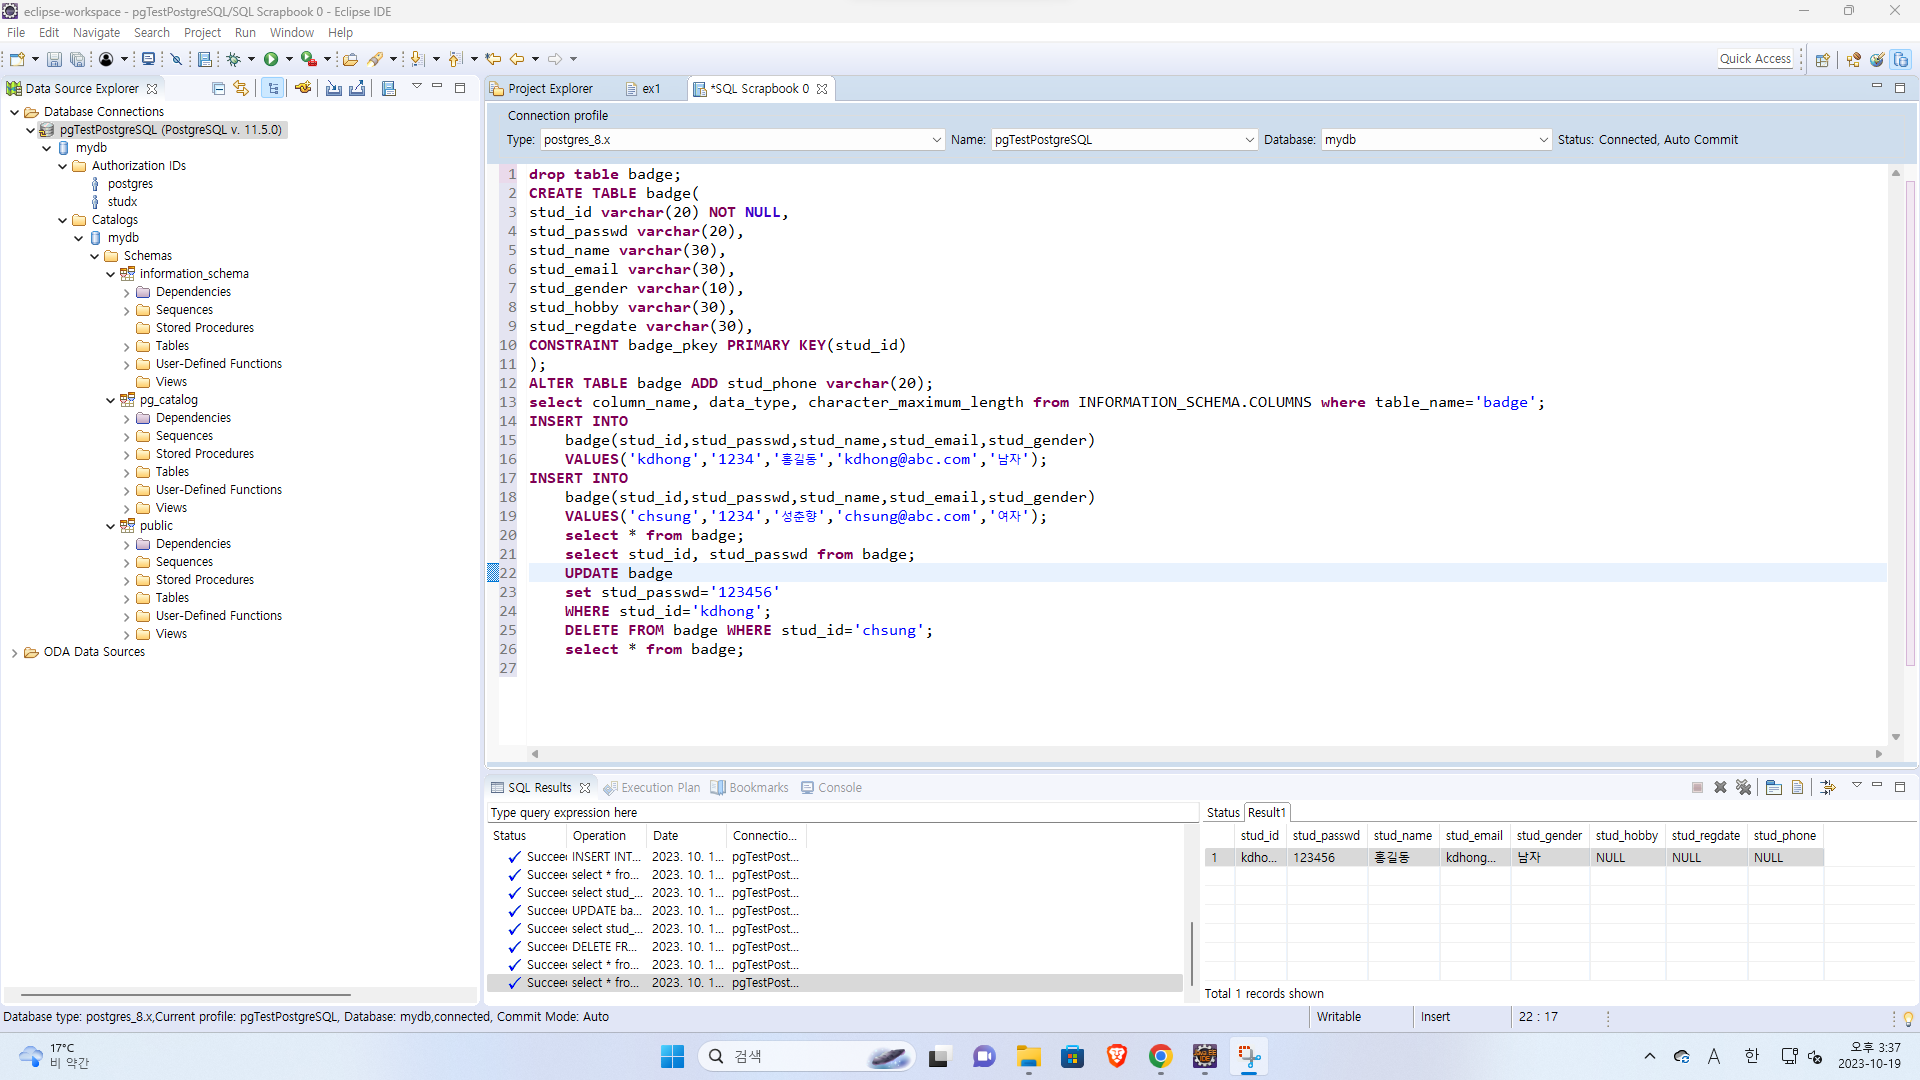 eclipse-workspace - pgTestPostgreSQL/SQL Scrapbook 0 - Eclipse IDE
File Edit Navigate Search Project Run Window Help
Quick Access
Data Source Explorer
Database Connections
pgTestPostgreSQL (PostgreSQL v. 11.5.0)
mydb
Authorization IDs
postgres
studx
Catalogs
mydb
Schemas
information_schema
Dependencies
Sequences
Stored Procedures
Tables
User-Defined Functions
Views
pg_catalog
Dependencies
Sequences
Stored Procedures
Tables
User-Defined Functions
Views
public
Dependencies
Sequences
Stored Procedures
Tables
User-Defined Functions
Views
ODA Data Sources
Project Explorer ex1 *SQL Scrapbook 0
Connection profile
Type: postgres_8.x Name: pgTestPostgreSQL Database: mydb Status: Connected, Auto Commit
1 drop table badge;
2 CREATE TABLE badge(
3 stud_id varchar(20) NOT NULL,
4 stud_passwd varchar(20),
5 stud_name varchar(30),
6 stud_email varchar(30),
7 stud_gender varchar(10),
8 stud_hobby varchar(30),
9 stud_regdate varchar(30),
10 CONSTRAINT badge_pkey PRIMARY KEY(stud_id)
11 );
12 ALTER TABLE badge ADD stud_phone varchar(20);
13 select column_name, data_type, character_maximum_length from INFORMATION_SCHEMA.COLUMNS where table_name='badge';
14 INSERT INTO
15 badge(stud_id,stud_passwd,stud_name,stud_email,stud_gender)
16 VALUES('kdhong','1234','홍길동','kdhong@abc.com','남자');
17 INSERT INTO
18 badge(stud_id,stud_passwd,stud_name,stud_email,stud_gender)
19 VALUES('chsung','1234','성춘향','chsung@abc.com','여자');
20 select * from badge;
21 select stud_id, stud_passwd from badge;
22 UPDATE badge
23 set stud_passwd='123456'
24 WHERE stud_id='kdhong';
25 DELETE FROM badge WHERE stud_id='chsung';
26 select * from badge;
27
SQL Results Execution Plan Bookmarks Console
Type query expression here
Status Operation Date Connectio...
Succee INSERT INT... 2023. 10. 1... pgTestPost...
Succee select * fro... 2023. 10. 1... pgTestPost...
Succee select stud_... 2023. 10. 1... pgTestPost...
Succee UPDATE ba... 2023. 10. 1... pgTestPost...
Succee select stud_... 2023. 10. 1... pgTestPost...
Succee DELETE FR... 2023. 10. 1... pgTestPost...
Succee select * fro... 2023. 10. 1... pgTestPost...
Succee select * fro... 2023. 10. 1... pgTestPost...
Status Result1
stud_id stud_passwd stud_name stud_email stud_gender stud_hobby stud_regdate stud_phone
1 kdho... 123456 홍길동 kdhong... 남자 NULL NULL NULL
Total 1 records shown
Database type: postgres_8.x,Current profile: pgTestPostgreSQL, Database: mydb,connected, Commit Mode: Auto
Writable Insert 22 : 17
17°C
비 약간
검색
A 한
오후 3:37
2023-10-19